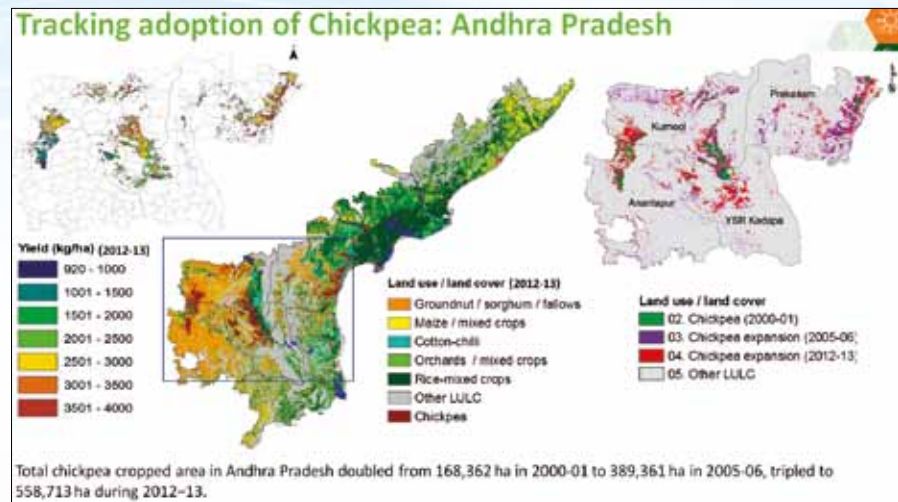 Tracking adoption of Chickpea: Andhra Pradesh
Prakasam
Kurnool
Anantapur
YSR Kadapa
Yield (kg/ha) (2012-13)
920 - 1000
1001 - 1500
1501 - 2000
2001 - 2500
2501 - 3000
3001 - 3500
3501 - 4000
Land use / land cover (2012-13)
Groundnut / sorghum / fallows
Maize / mixed crops
Cotton-chilli
Orchards / mixed crops
Rice-mixed crops
Other LULC
Chickpea
Land use / land cover
02. Chickpea (2000-01)
03. Chickpea expansion (2005-06)
04. Chickpea expansion (2012-13)
05. Other LULC
Total chickpea cropped area in Andhra Pradesh doubled from 168,362 ha in 2000-01 to 389,361 ha in 2005-06, tripled to
558,713 ha during 2012–13.